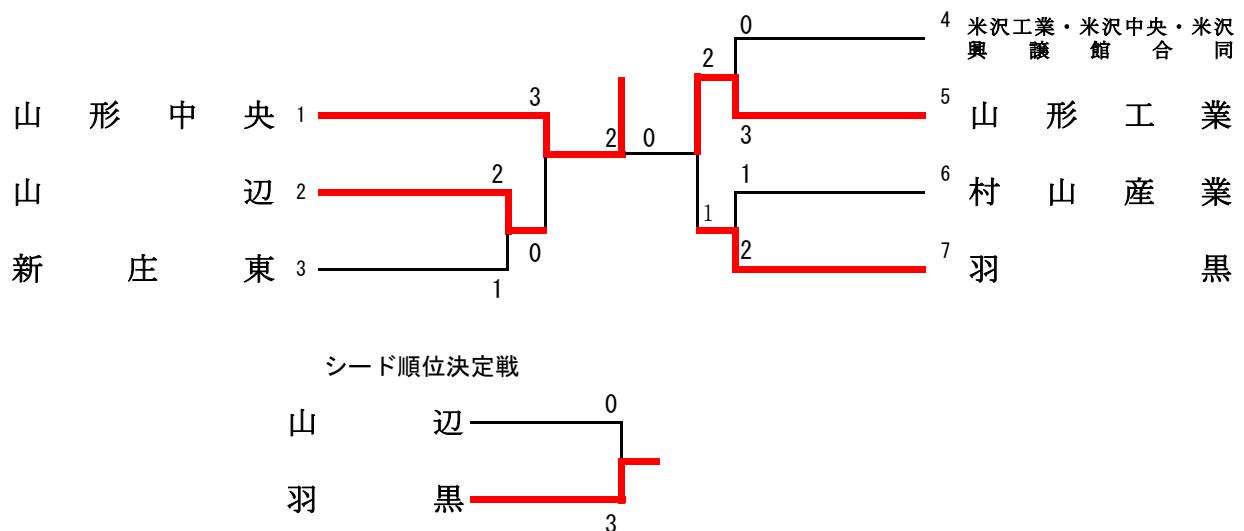 0
4 米沢工業・米沢中央・米沢
興譲館合同
2
山形中央 1
3
5 山形工業
3
2 0
山辺 2
2
1
6 村山産業
1
新庄東 3
0
1
2
7 羽黒
シード順位決定戦
山辺
0
羽黒
3